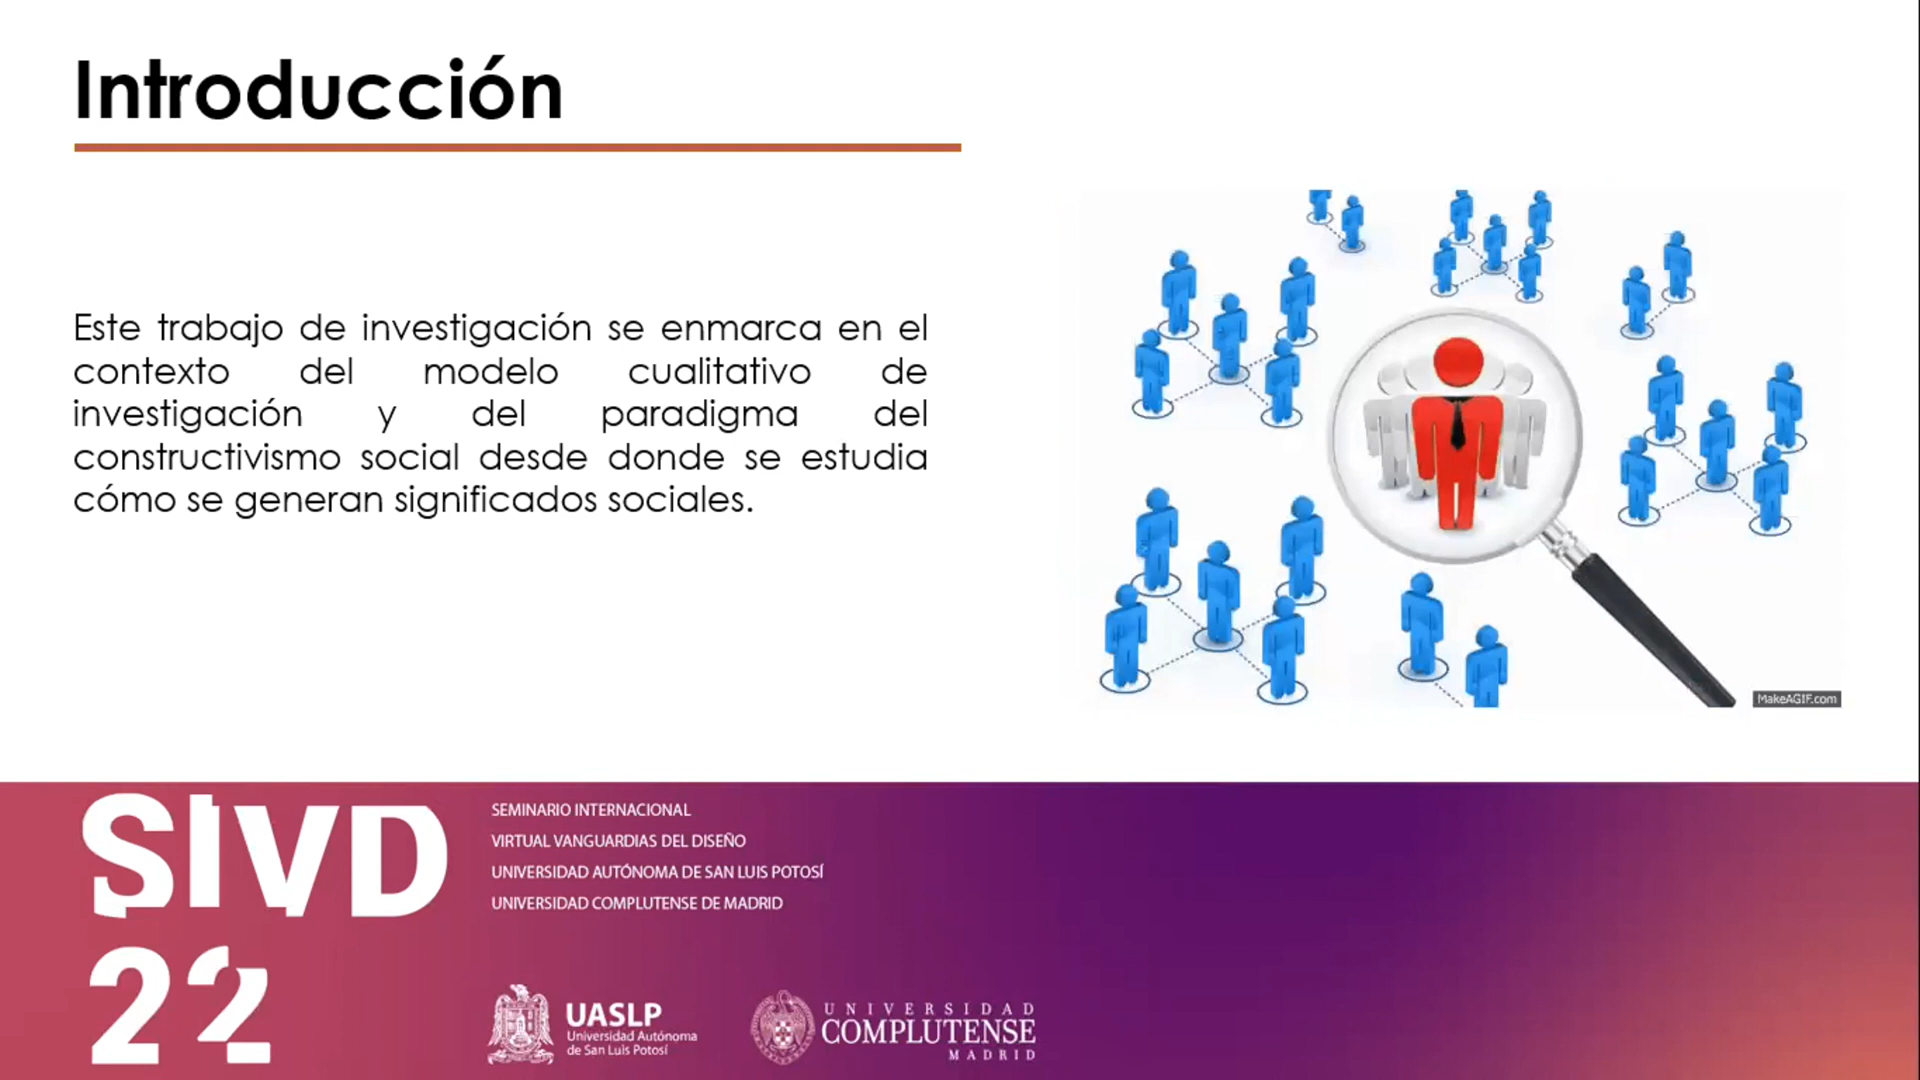 Introducción
Este trabajo de investigación se enmarca en el
contexto del modelo cualitativo de
investigación y del paradigma del
constructivismo social desde donde se estudia
cómo se generan significados sociales.
MakeAGIF.com
SIVD
22
SEMINARIO INTERNACIONAL
VIRTUAL VANGUARDIAS DEL DISEÑO
UNIVERSIDAD AUTÓNOMA DE SAN LUIS POTOSÍ
UNIVERSIDAD COMPLUTENSE DE MADRID
UASLP
Universidad Autónoma
de San Luis Potosí
UNIVERSIDAD
COMPLUTENSE
MADRID